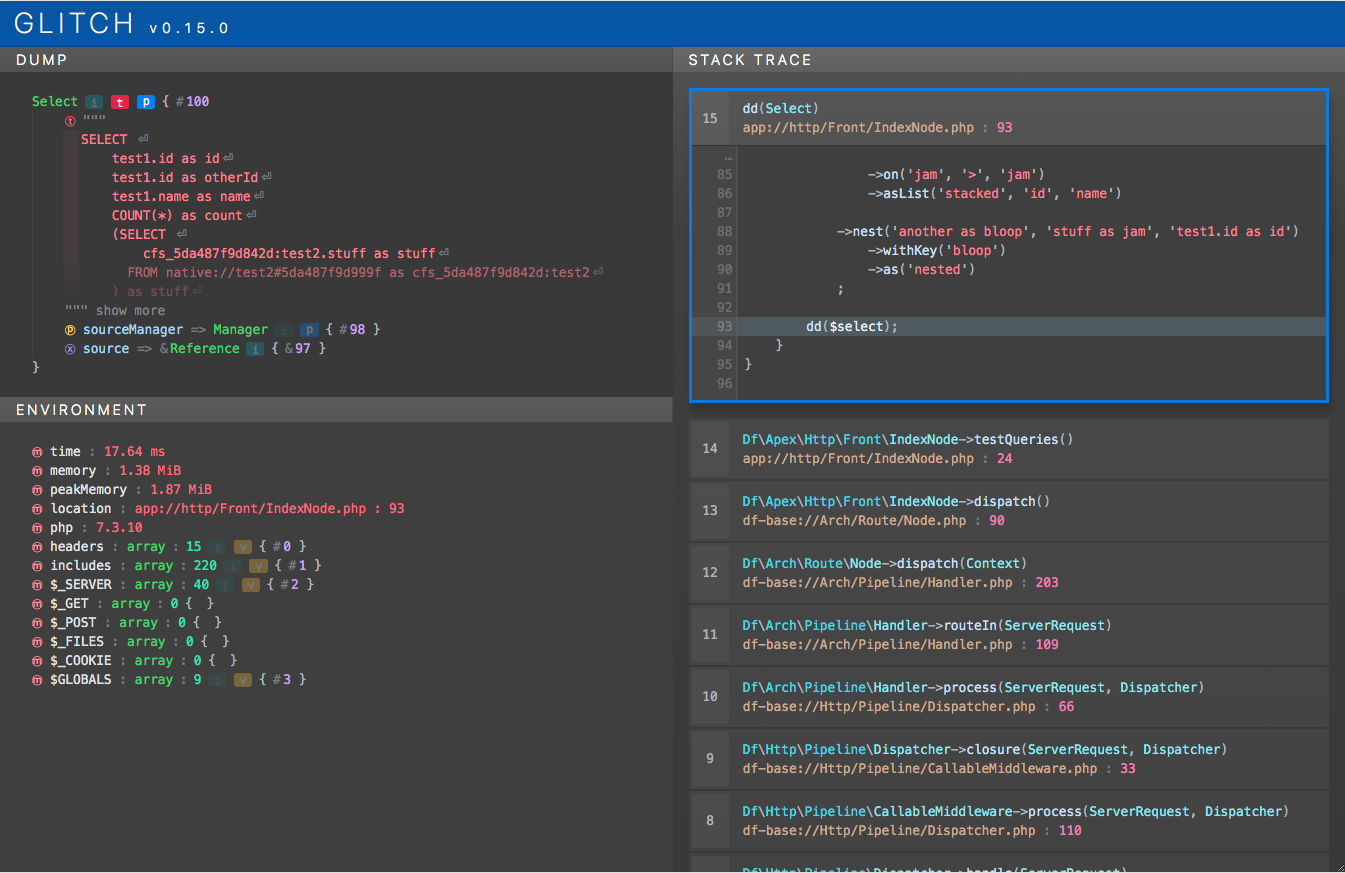 GLITCH v0.15.0
DUMP
Select i t p { #100
t """
SELECT ⏎
test1.id as id⏎
test1.id as otherId⏎
test1.name as name⏎
COUNT(*) as count⏎
(SELECT ⏎
cfs_5da487f9d842d:test2.stuff as stuff⏎
FROM native://test2#5da487f9d999f as cfs_5da487f9d842d:test2⏎
) as stuff⏎
""" show more
p sourceManager => Manager i p { #98 }
x source => &Reference i { &97 }
}
ENVIRONMENT
m time : 17.64 ms
m memory : 1.38 MiB
m peakMemory : 1.87 MiB
m location : app://http/Front/IndexNode.php : 93
m php : 7.3.10
m headers : array : 15 i v { #0 }
m includes : array : 220 i v { #1 }
m $_SERVER : array : 40 i v { #2 }
m $_GET : array : 0 { }
m $_POST : array : 0 { }
m $_FILES : array : 0 { }
m $_COOKIE : array : 0 { }
m $GLOBALS : array : 9 i v { #3 }
STACK TRACE
15 dd(Select)
app://http/Front/IndexNode.php : 93
…
85 ->on('jam', '>', 'jam')
86 ->asList('stacked', 'id', 'name')
87
88 ->nest('another as bloop', 'stuff as jam', 'test1.id as id')
89 ->withKey('bloop')
90 ->as('nested')
91 ;
92
93 dd($select);
94 }
95 }
96
14 Df\Apex\Http\Front\IndexNode->testQueries()
app://http/Front/IndexNode.php : 24
13 Df\Apex\Http\Front\IndexNode->dispatch()
df-base://Arch/Route/Node.php : 90
12 Df\Arch\Route\Node->dispatch(Context)
df-base://Arch/Pipeline/Handler.php : 203
11 Df\Arch\Pipeline\Handler->routeIn(ServerRequest)
df-base://Arch/Pipeline/Handler.php : 109
10 Df\Arch\Pipeline\Handler->process(ServerRequest, Dispatcher)
df-base://Http/Pipeline/Dispatcher.php : 66
9 Df\Http\Pipeline\Dispatcher->closure(ServerRequest, Dispatcher)
df-base://Http/Pipeline/CallableMiddleware.php : 33
8 Df\Http\Pipeline\CallableMiddleware->process(ServerRequest, Dispatcher)
df-base://Http/Pipeline/Dispatcher.php : 110
Df\Http\Pipeline\Dispatcher->handle(ServerRequest)